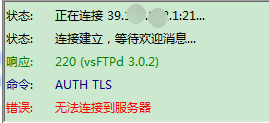 状态: 正在连接 39.1 2.1:21...
状态: 连接建立，等待欢迎消息...
响应: 220 (vsFTPd 3.0.2)
命令: AUTH TLS
错误: 无法连接到服务器